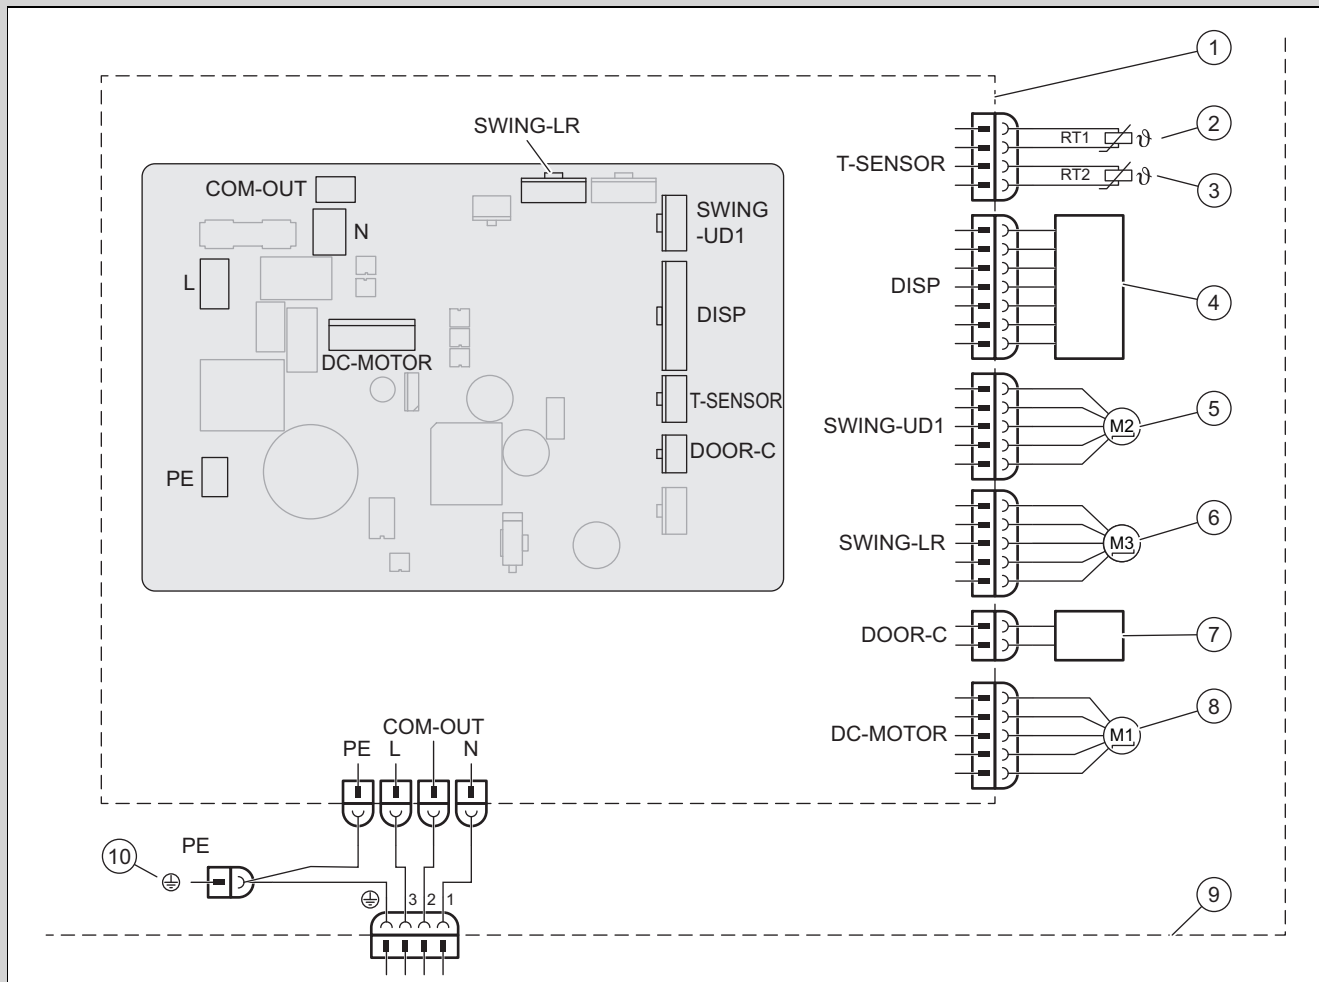 1
SWING-LR
2
RT1 ϑ
T-SENSOR
RT2 ϑ
3
COM-OUT
N
SWING
-UD1
L
DISP
4
DISP
DC-MOTOR
T-SENSOR
5
SWING-UD1
M2
DOOR-C
PE
6
SWING-LR
M3
7
DOOR-C
8
DC-MOTOR
M1
COM-OUT
PE L N
PE
10
3 2 1
9